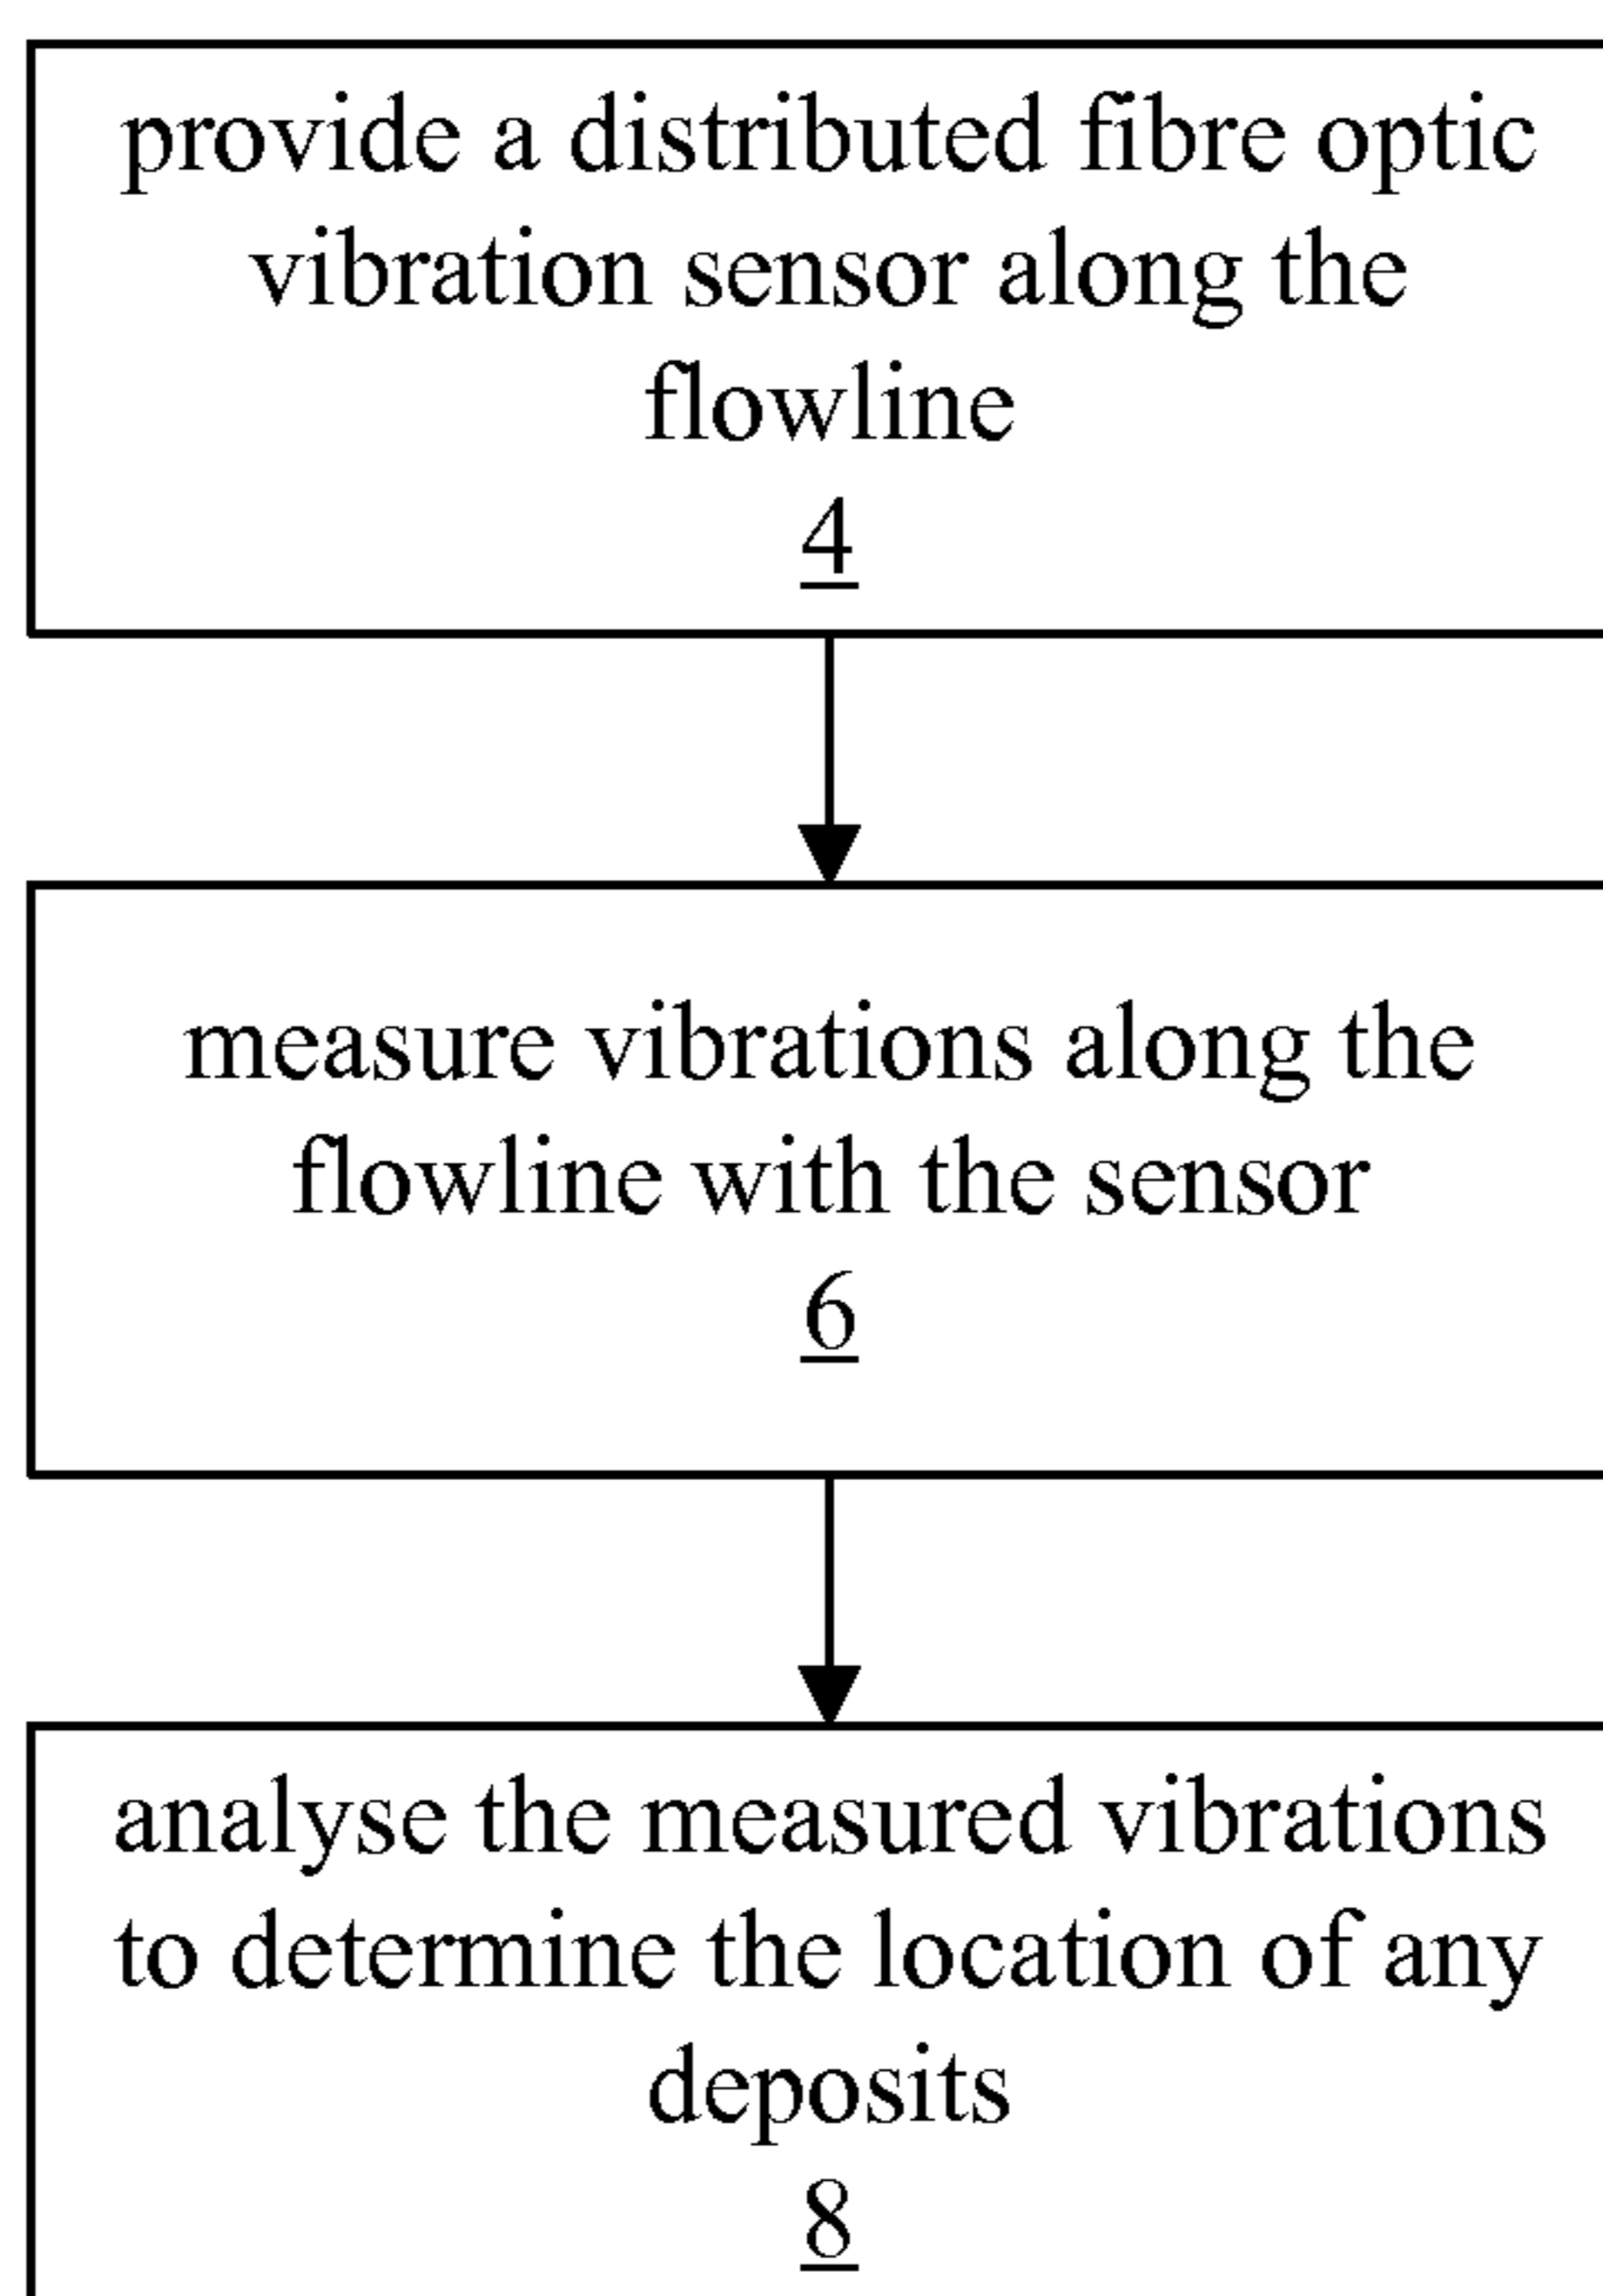 provide a distributed fibre optic
vibration sensor along the
flowline
4
measure vibrations along the
flowline with the sensor
6
analyse the measured vibrations
to determine the location of any
deposits
8